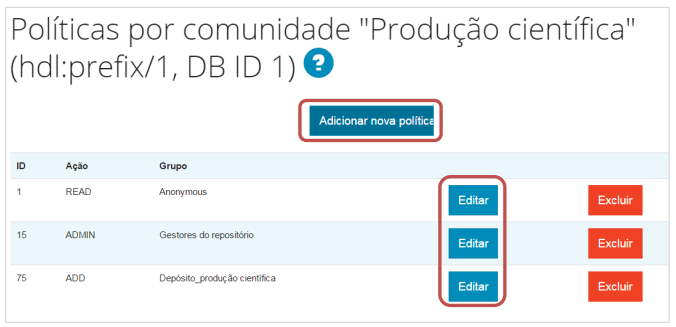 Políticas por comunidade "Produção científica"
(hdl:prefix/1, DB ID 1) ?
Adicionar nova política
ID Ação Grupo
1 READ Anonymous Editar Excluir
15 ADMIN Gestores do repositório Editar Excluir
75 ADD Depósito_produção científica Editar Excluir